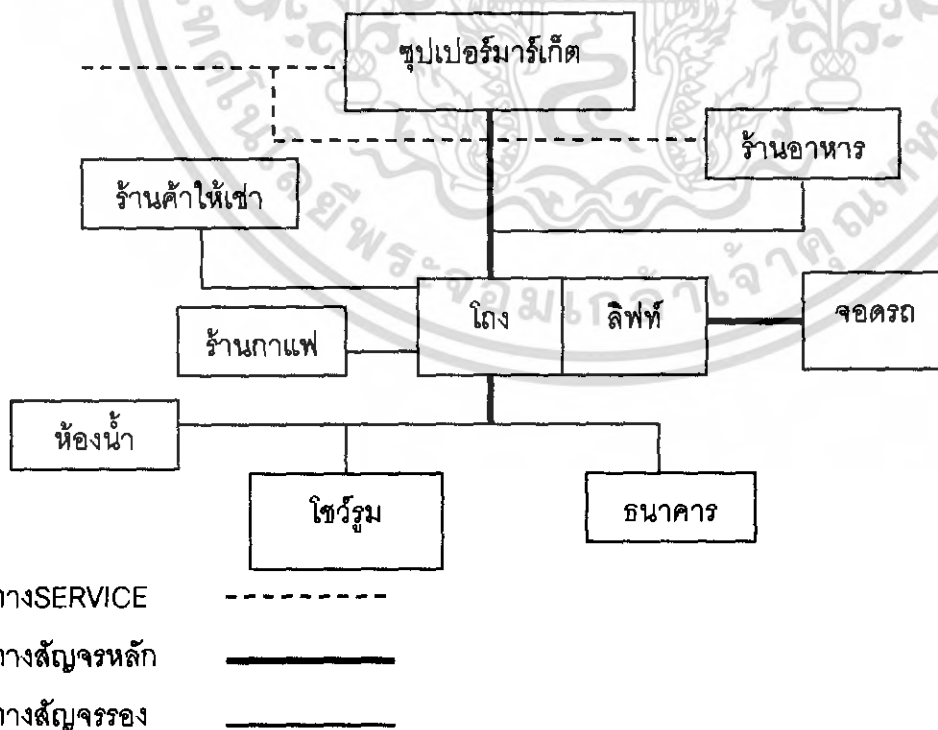 ซุปเปอร์มาร์เก็ต
ร้านอาหาร
ร้านค้าให้เช่า
โถง
ลิฟท์
จอดรถ
ร้านกาแฟ
ห้องน้ำ
โชว์รูม
ธนาคาร
ทางSERVICE
ทางสัญจรหลัก
ทางสัญจรรอง